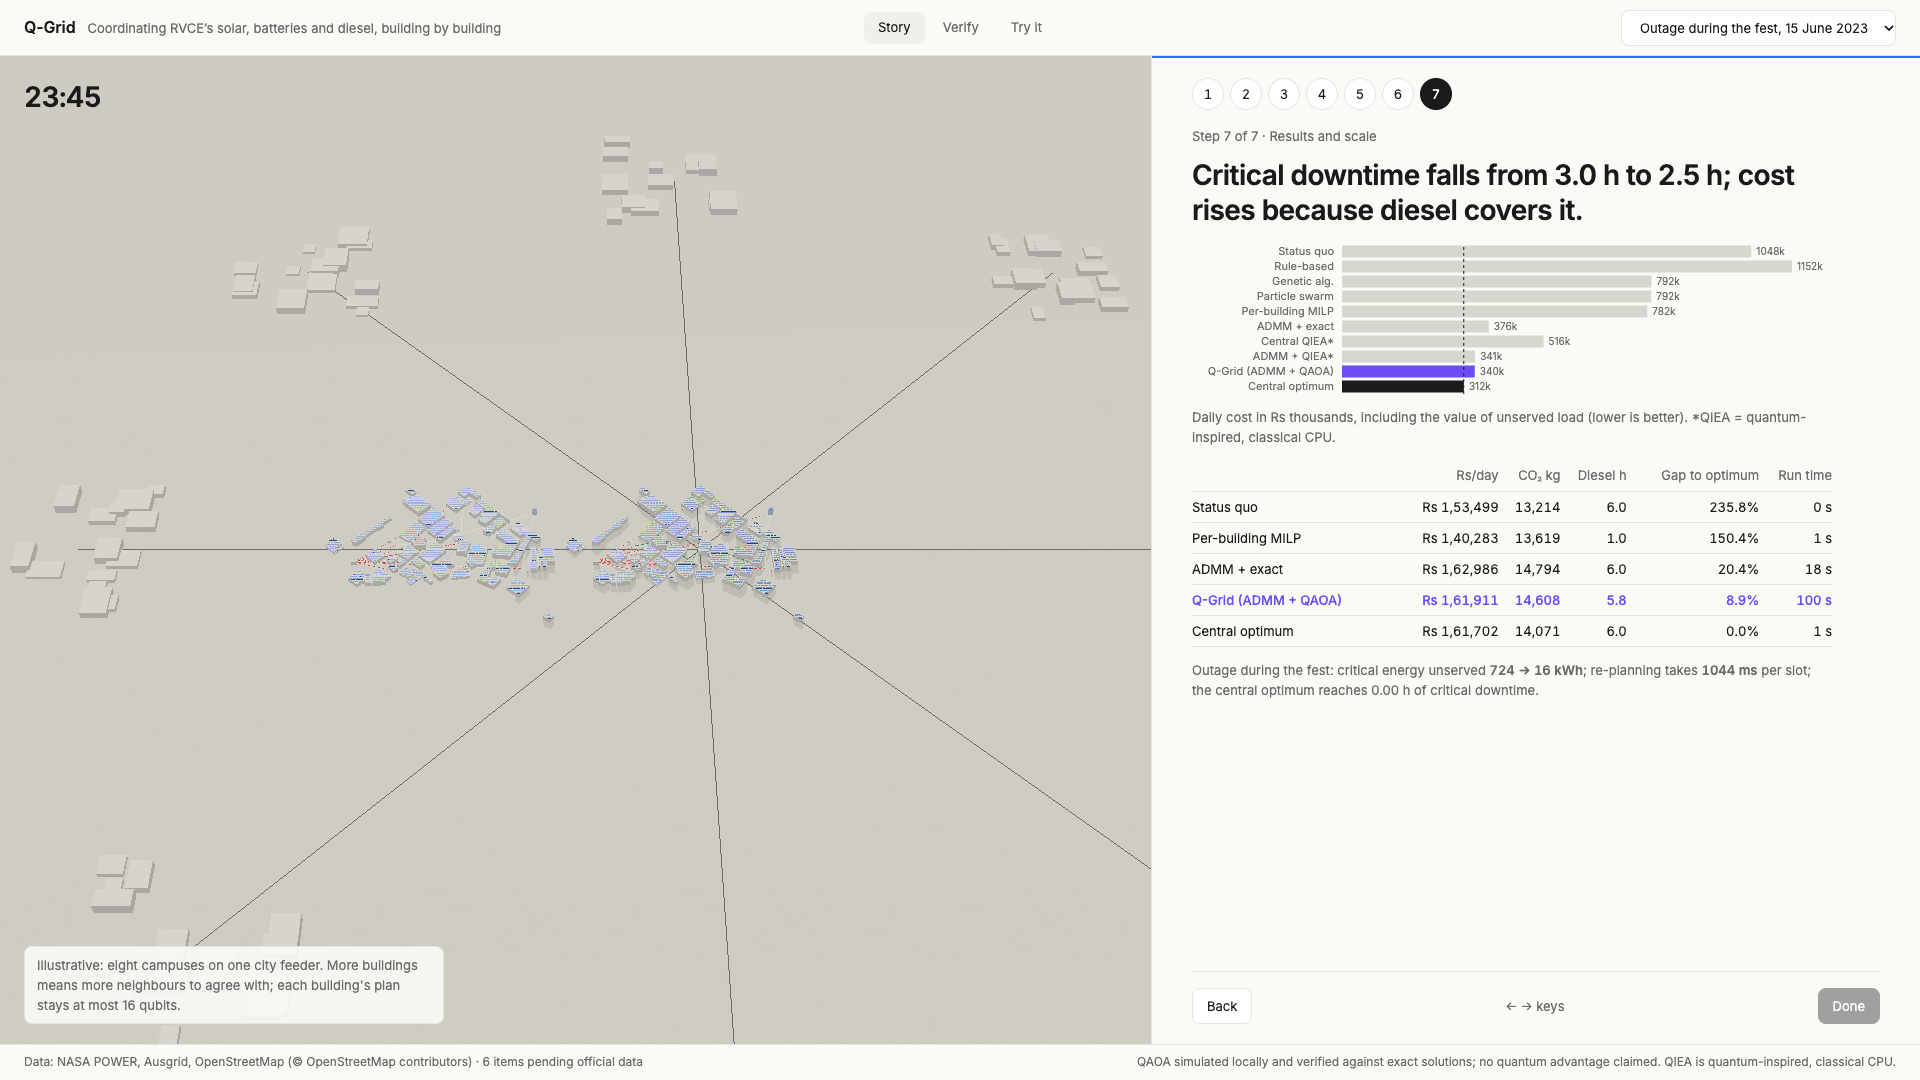 Q-Grid Coordinating RVCE's solar, batteries and diesel, building by building
Story Verify Try it
Outage during the fest, 15 June 2023
23:45
Illustrative: eight campuses on one city feeder. More buildings
means more neighbours to agree with; each building's plan
stays at most 16 qubits.
1 2 3 4 5 6 7
Step 7 of 7 · Results and scale
Critical downtime falls from 3.0 h to 2.5 h; cost
rises because diesel covers it.
Status quo 1048k
Rule-based 1152k
Genetic alg. 792k
Particle swarm 792k
Per-building MILP 782k
ADMM + exact 376k
Central QIEA* 516k
ADMM + QIEA* 341k
Q-Grid (ADMM + QAOA) 340k
Central optimum 312k
Daily cost in Rs thousands, including the value of unserved load (lower is better). *QIEA = quantum-
inspired, classical CPU.
Rs/day CO₂ kg Diesel h Gap to optimum Run time
Status quo Rs 1,53,499 13,214 6.0 235.8% 0 s
Per-building MILP Rs 1,40,283 13,619 1.0 150.4% 1 s
ADMM + exact Rs 1,62,986 14,794 6.0 20.4% 18 s
Q-Grid (ADMM + QAOA) Rs 1,61,911 14,608 5.8 8.9% 100 s
Central optimum Rs 1,61,702 14,071 6.0 0.0% 1 s
Outage during the fest: critical energy unserved 724 → 16 kWh; re-planning takes 1044 ms per slot;
the central optimum reaches 0.00 h of critical downtime.
Back ← → keys Done
Data: NASA POWER, Ausgrid, OpenStreetMap (© OpenStreetMap contributors) · 6 items pending official data
QAOA simulated locally and verified against exact solutions; no quantum advantage claimed. QIEA is quantum-inspired, classical CPU.